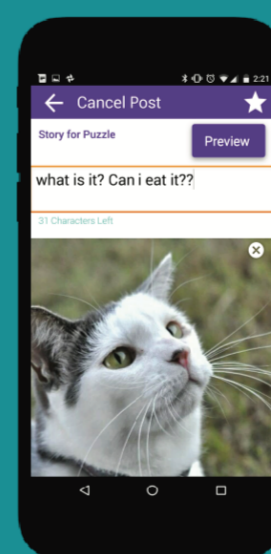 2:21
Cancel Post
Story for Puzzle
Preview
what is it? Can i eat it??
31 Characters Left